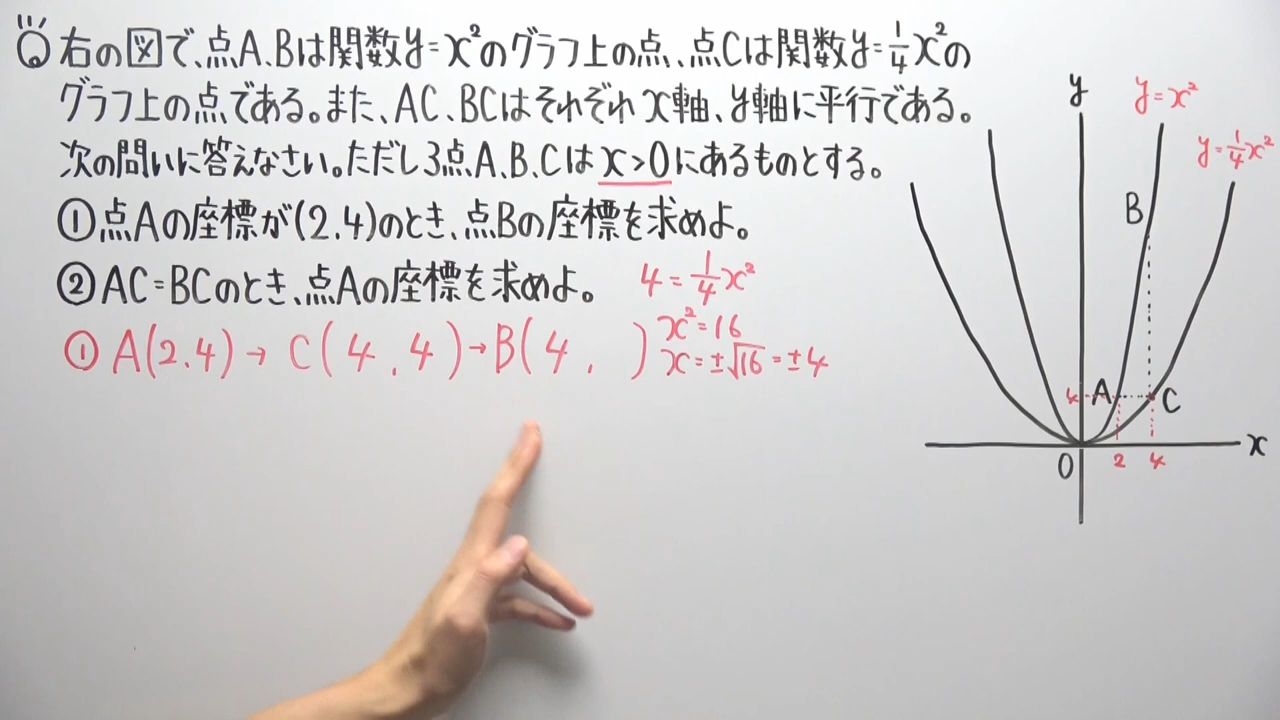 Q 右の図で、点A、Bは関数y=x²のグラフ上の点、点Cは関数y=1/4x²の
グラフ上の点である。また、AC、BCはそれぞれx軸、y軸に平行である。
次の問いに答えなさい。ただし3点A、B、Cはx>0にあるものとする。
①点Aの座標が(2,4)のとき、点Bの座標を求めよ。
②AC=BCのとき、点Aの座標を求めよ。
4=1/4x²
x²=16
x=±√16=±4
①A(2,4)→C(4,4)→B(4, )
y
y=x²
y=1/4x²
B
4
A
C
O
2
4
x